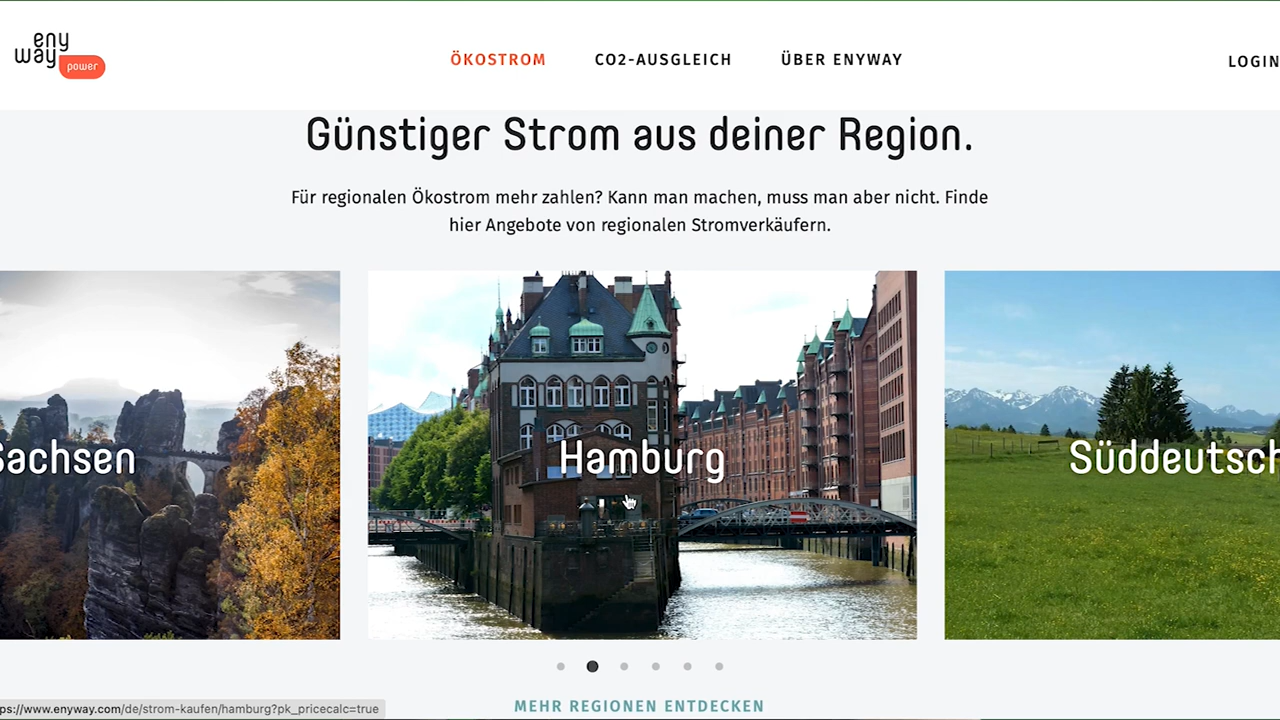 eny
way
power
ÖKOSTROM
CO2-AUSGLEICH
ÜBER ENYWAY
LOGIN
Günstiger Strom aus deiner Region.
Für regionalen Ökostrom mehr zahlen? Kann man machen, muss man aber nicht. Finde
hier Angebote von regionalen Stromverkäufern.
Sachsen
Hamburg
Süddeutsch
MEHR REGIONEN ENTDECKEN
ps://www.enyway.com/de/strom-kaufen/hamburg?pk_pricecalc=true